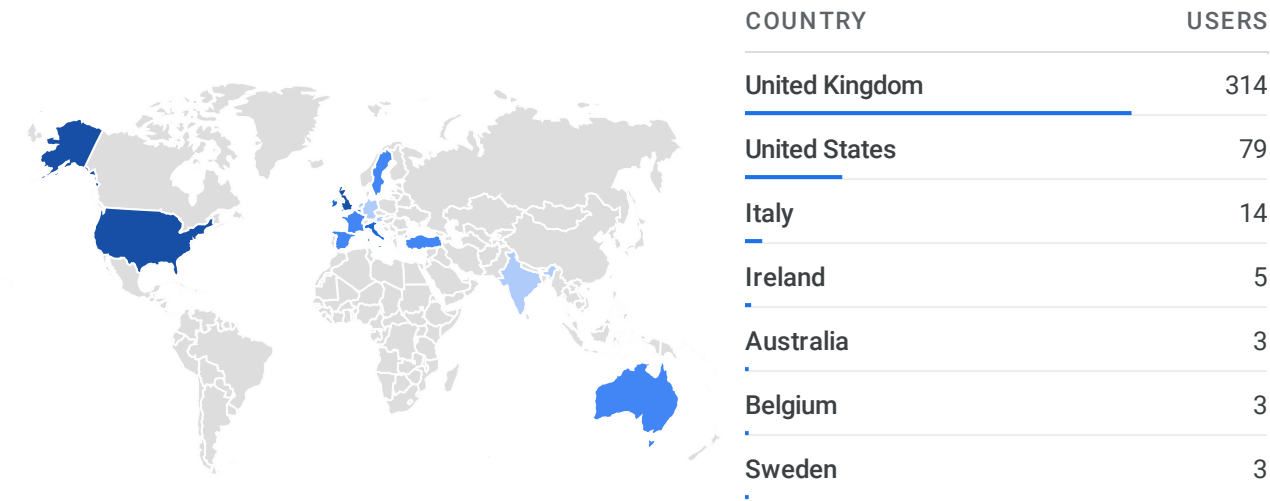 COUNTRY USERS
United Kingdom 314
United States 79
Italy 14
Ireland 5
Australia 3
Belgium 3
Sweden 3